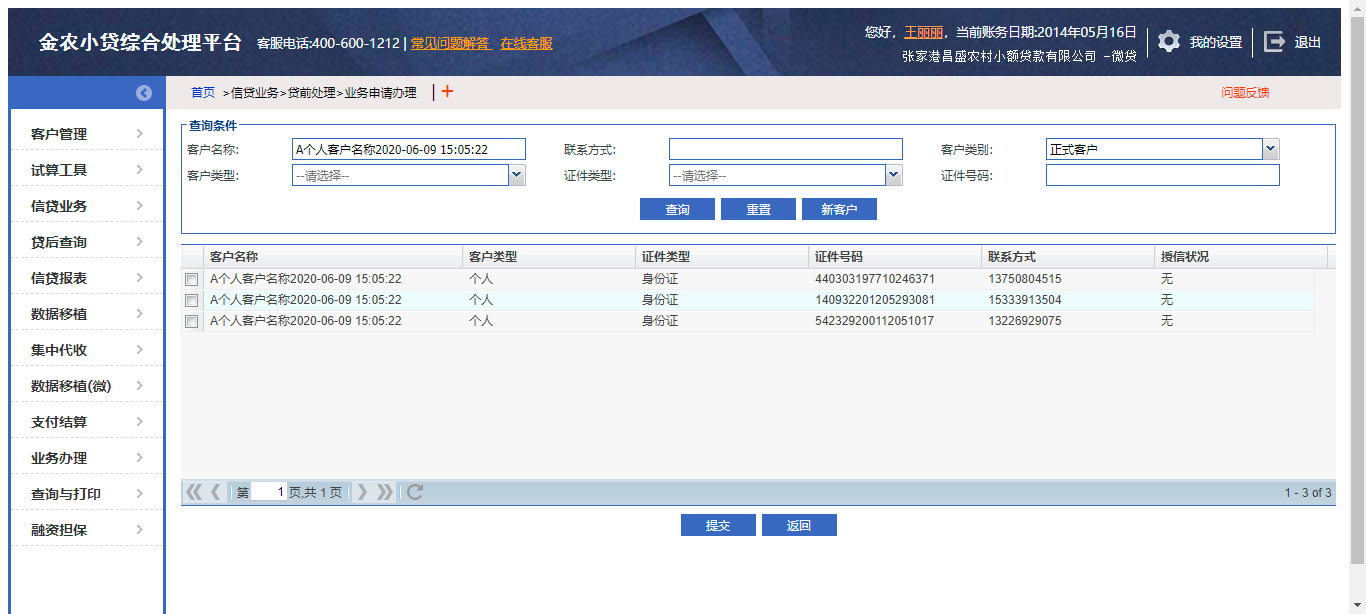 金农小贷综合处理平台 客服电话:400-600-1212 | 常见问题解答 在线客服
您好，王丽丽，当前账务日期:2014年05月16日
张家港昌盛农村小额贷款有限公司 -微贷
我的设置 退出
首页 >信贷业务>贷前处理>业务申请办理 | +
问题反馈
客户管理
试算工具
信贷业务
贷后查询
信贷报表
数据移植
集中代收
数据移植(微)
支付结算
业务办理
查询与打印
融资担保
查询条件
客户名称: A个人客户名称2020-06-09 15:05:22 联系方式: 客户类别: 正式客户
客户类型: --请选择-- 证件类型: --请选择-- 证件号码:
查询 重置 新客户
客户名称 客户类型 证件类型 证件号码 联系方式 授信状况
A个人客户名称2020-06-09 15:05:22 个人 身份证 440303197710246371 13750804515 无
A个人客户名称2020-06-09 15:05:22 个人 身份证 140932201205293081 15333913504 无
A个人客户名称2020-06-09 15:05:22 个人 身份证 542329200112051017 13226929075 无
第 1 页,共 1 页
1 - 3 of 3
提交 返回